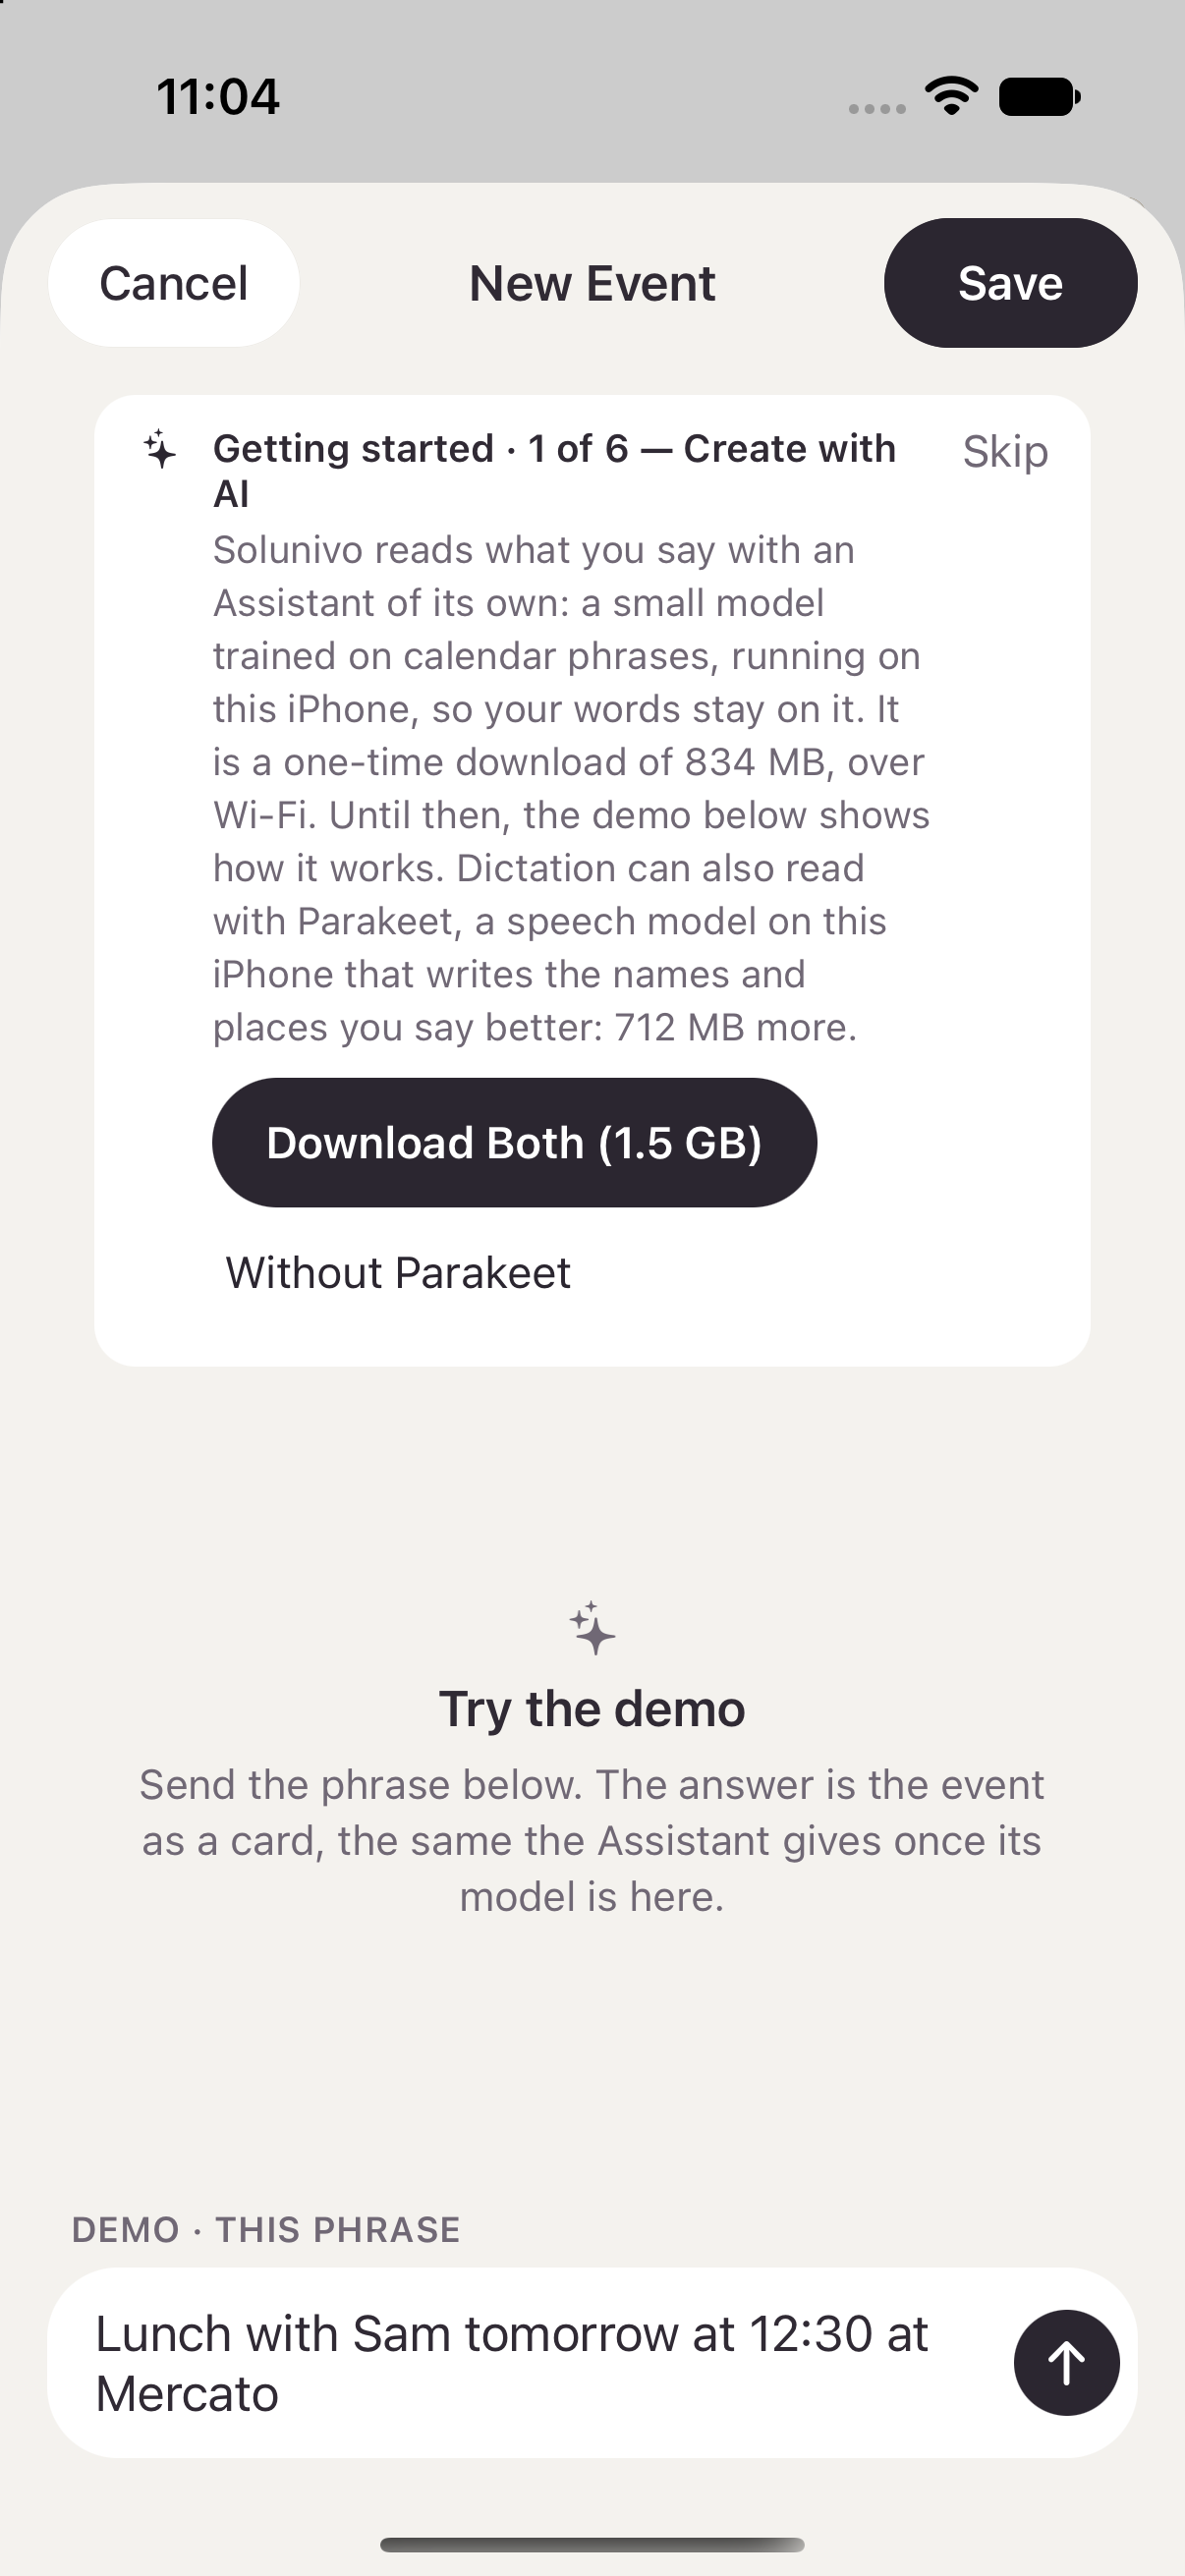 11:04
Cancel
New Event
Save
Getting started · 1 of 6 — Create with
AI
Skip
Solunivo reads what you say with an
Assistant of its own: a small model
trained on calendar phrases, running on
this iPhone, so your words stay on it. It
is a one-time download of 834 MB, over
Wi-Fi. Until then, the demo below shows
how it works. Dictation can also read
with Parakeet, a speech model on this
iPhone that writes the names and
places you say better: 712 MB more.
Download Both (1.5 GB)
Without Parakeet
Try the demo
Send the phrase below. The answer is the event
as a card, the same the Assistant gives once its
model is here.
DEMO · THIS PHRASE
Lunch with Sam tomorrow at 12:30 at
Mercato